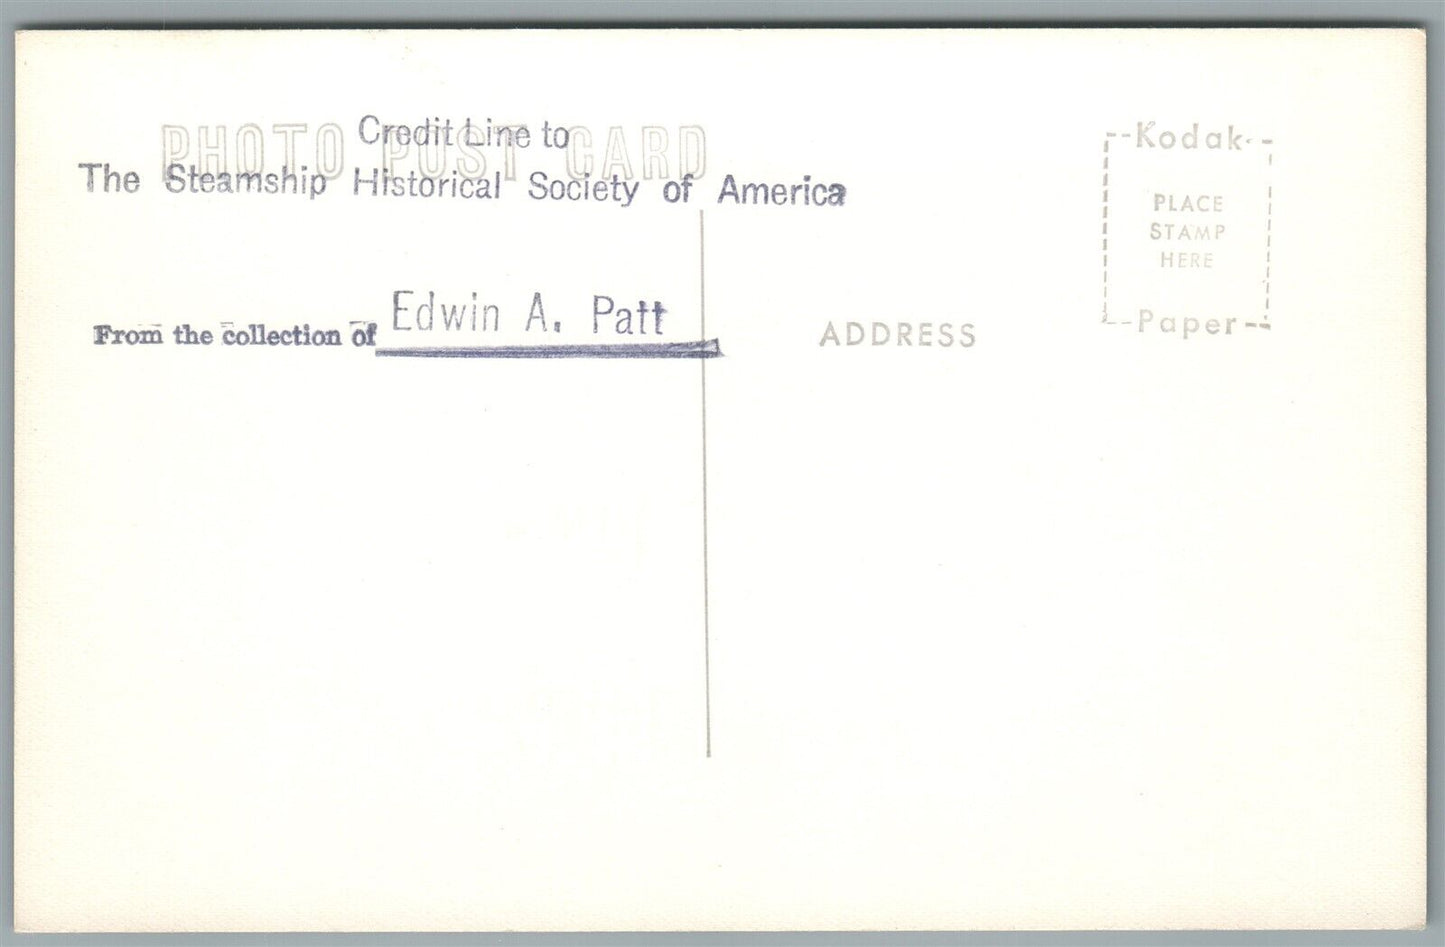 PHOTO POST CARD
Credit Line to
The Steamship Historical Society of America
From the collection of Edwin A. Patt
ADDRESS
Kodak
PLACE
STAMP
HERE
Paper